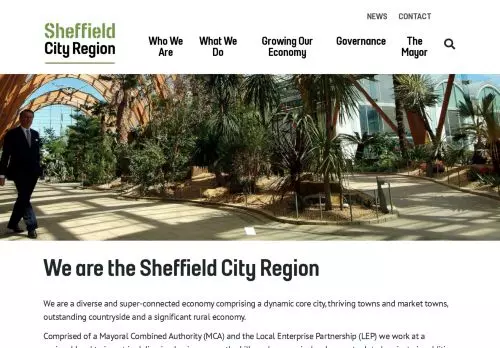 NEWS CONTACT
Sheffield
City Region
Who We
Are
What We
Do
Growing Our
Economy
Governance
The
Mayor
We are the Sheffield City Region
We are a diverse and super-connected economy comprising a dynamic core city, thriving towns and market towns,
outstanding countryside and a significant rural economy.
Comprised of a Mayoral Combined Authority (MCA) and the Local Enterprise Partnership (LEP) we work at a